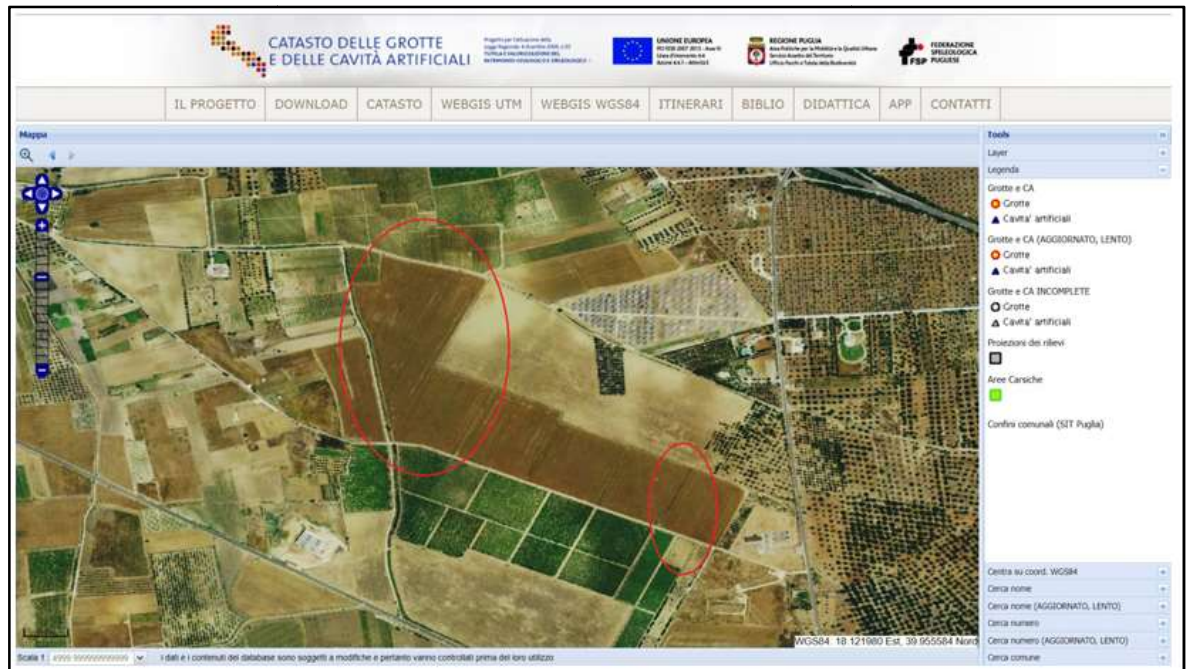 CATASTO DELLE GROTTE
E DELLE CAVITÀ ARTIFICIALI
UNIONE EUROPEA
REGIONE PUGLIA
FSP
FEDERAZIONE
SPELEOLOGICA
PUGLIESE
IL PROGETTO DOWNLOAD CATASTO WEBGIS UTM WEBGIS WGS84 ITINERARI BIBLIO DIDATTICA APP CONTATTI
Mappa
Tools
Layer
Legenda
Grotte e CA
Grotte
Cavita' artificiali
Grotte e CA (AGGIORNATO, LENTO)
Grotte
Cavita' artificiali
Grotte e CA INCOMPLETE
Grotte
Cavita' artificiali
Proiezioni dei rilievi
Aree Carsiche
Confini comunali (SIT Puglia)
Centra su coord. WGS84
Cerca nome
Cerca nome (AGGIORNATO, LENTO)
Cerca numero
Cerca numero (AGGIORNATO, LENTO)
Cerca comune
WGS84 18.121980 Est, 39.955584 Nord
Scala 1: 4999.999999999999
I dati e i contenuti del database sono soggetti a modifiche e pertanto vanno controllati prima del loro utilizzo